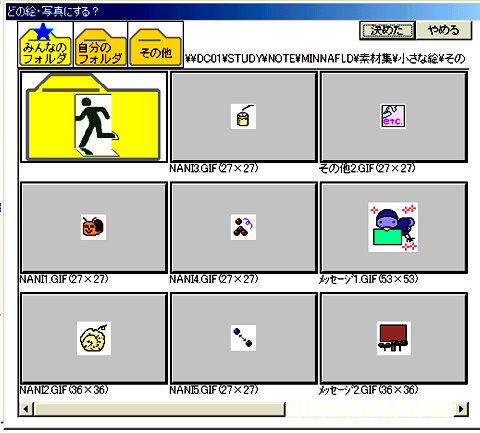 どの絵・写真にする？
決めた
やめる
みんなの
フォルダ
自分の
フォルダ
その他
¥¥DC01¥STUDY¥NOTE¥MINNAFLD¥素材集¥小さな絵¥その
NANI3.GIF(27×27)
etc.
その他2.GIF(27×27)
NANI1.GIF(27×27)
NANI4.GIF(27×27)
ﾒｯｾｰｼﾞ1.GIF(53×53)
NANI2.GIF(36×36)
NANI5.GIF(27×27)
ﾒｯｾｰｼﾞ2.GIF(36×36)